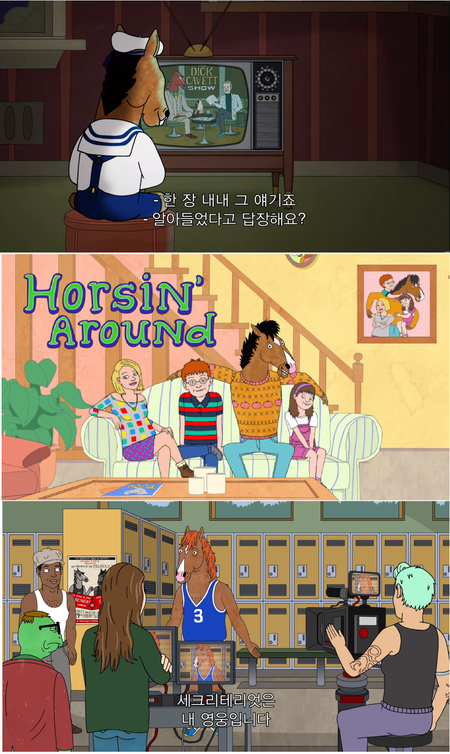 DICK
CAVETT
SHOW
- 한 장 내내 그 얘기죠
- 알아들었다고 답장해요?
HORSIN'
AROUND
3
세크리테리엇은
내 영웅입니다